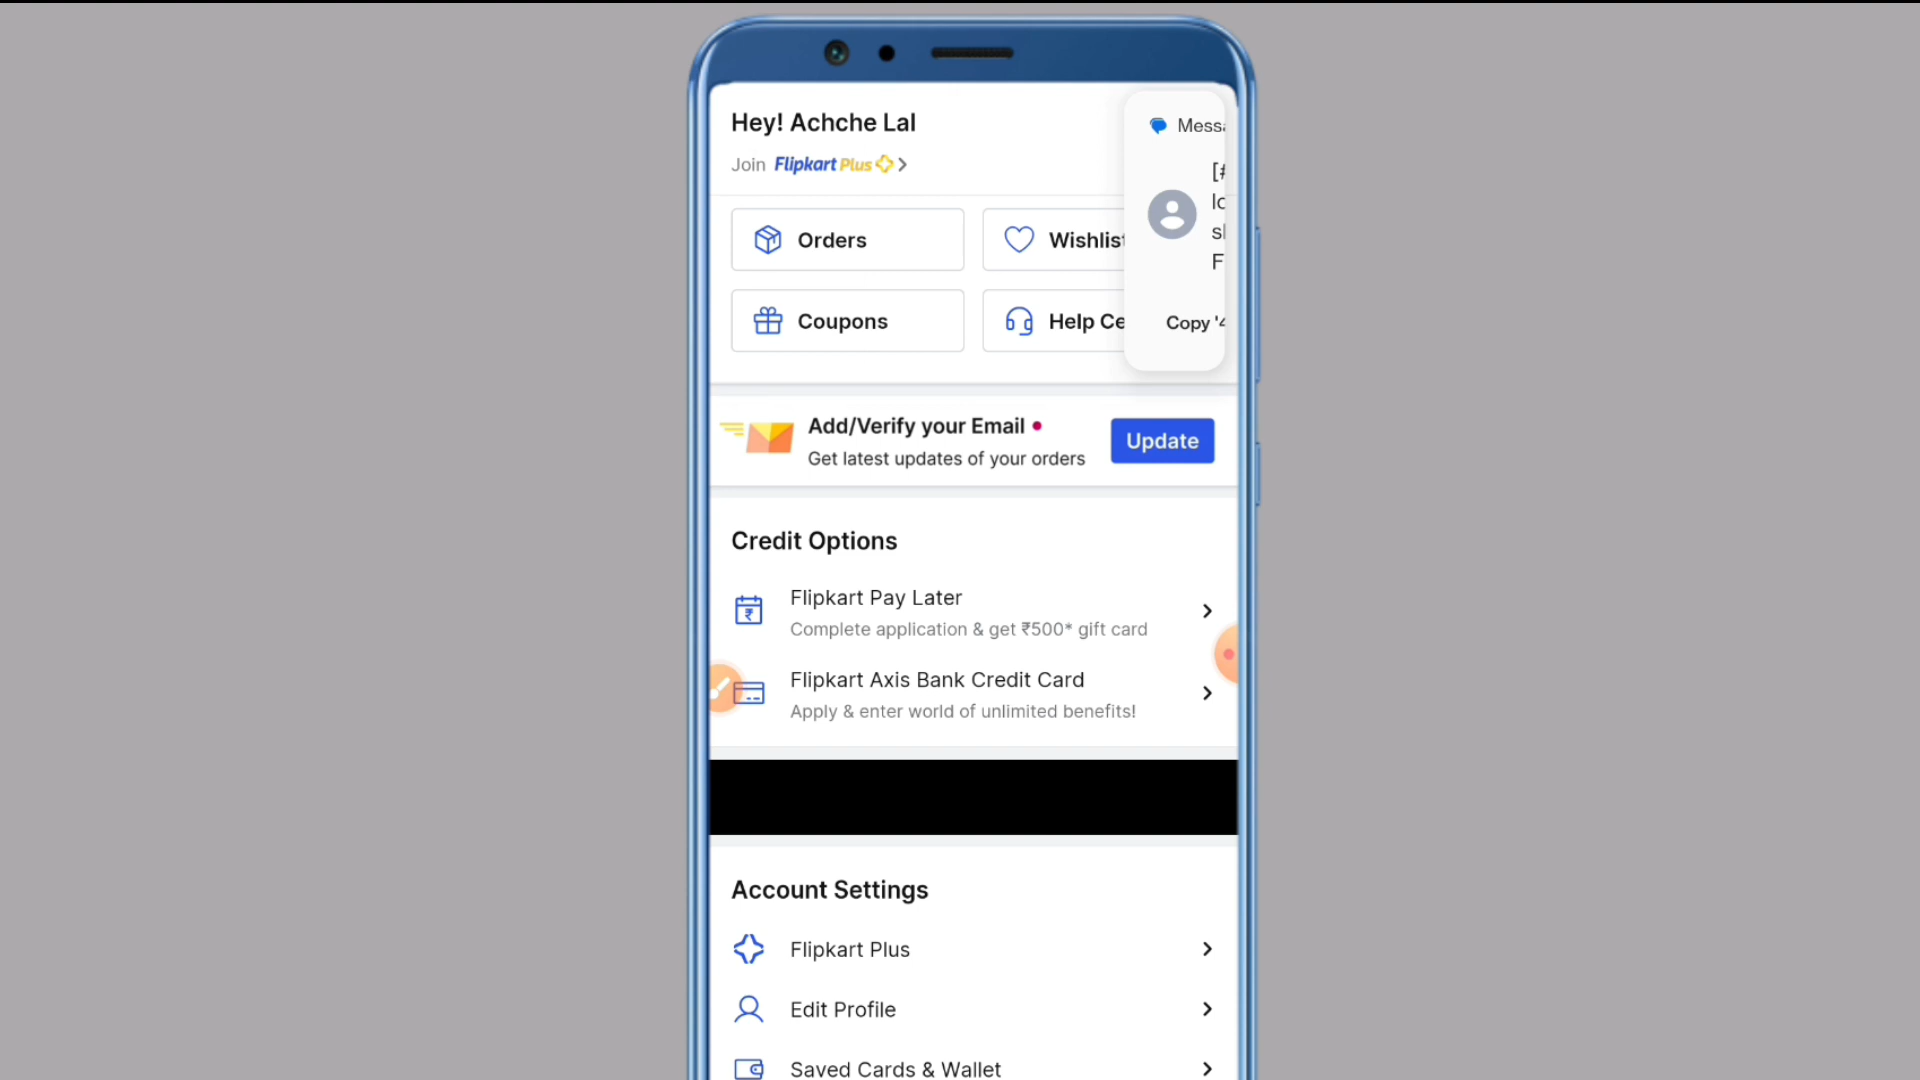 Hey! Achche Lal
Join Flipkart Plus
Orders
Wishlist
Coupons
Help
Copy
Add/Verify your Email
Get latest updates of your orders
Update
Credit Options
Flipkart Pay Later
Complete application & get ₹500* gift card
Flipkart Axis Bank Credit Card
Apply & enter world of unlimited benefits!
Account Settings
Flipkart Plus
Edit Profile
Saved Cards & Wallet